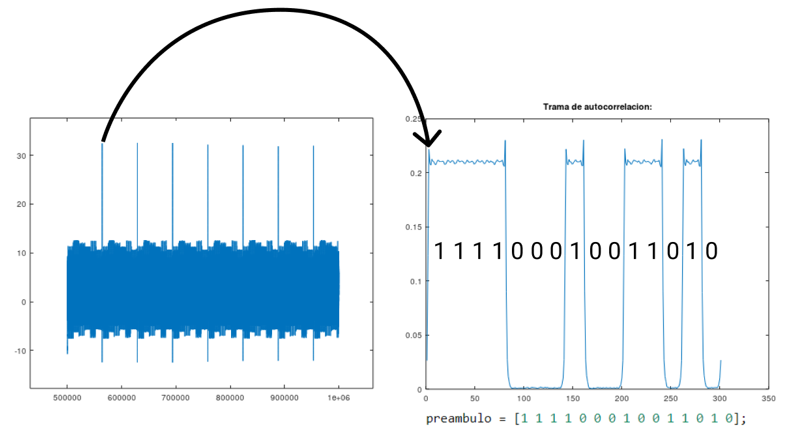 Trama de autocorrelacion:
30
20
10
0
-10
500000 600000 700000 800000 900000 1e+06
0.25
0.2
0.15
0.1
0.05
0
0 50 100 150 200 250 300 350
1 1 1 1 0 0 0 1 0 0 1 1 0 1 0
preambulo = [1 1 1 1 0 0 0 1 0 0 1 1 0 1 0];